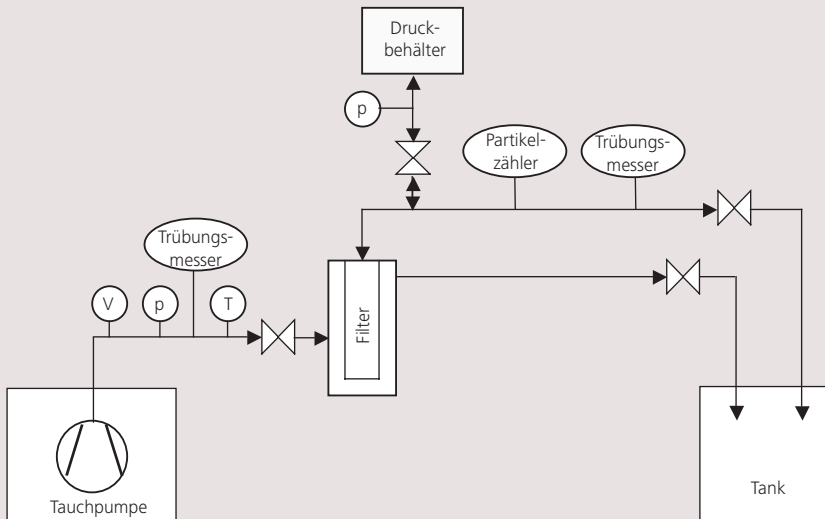 Druck-
behälter
p
Partikel-
zähler
Trübungs-
messer
Trübungs-
messer
V
p
T
Filter
Tauchpumpe
Tank